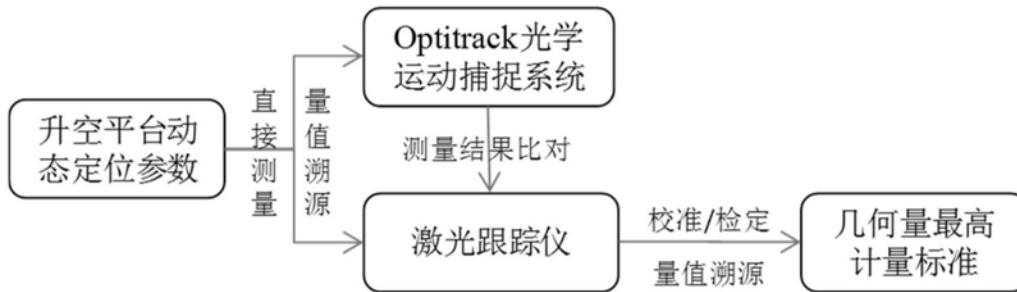 Optitrack光学
运动捕捉系统
升空平台动
态定位参数
直接测量
量值溯源
测量结果比对
激光跟踪仪
校准/检定
量值溯源
几何量最高
计量标准